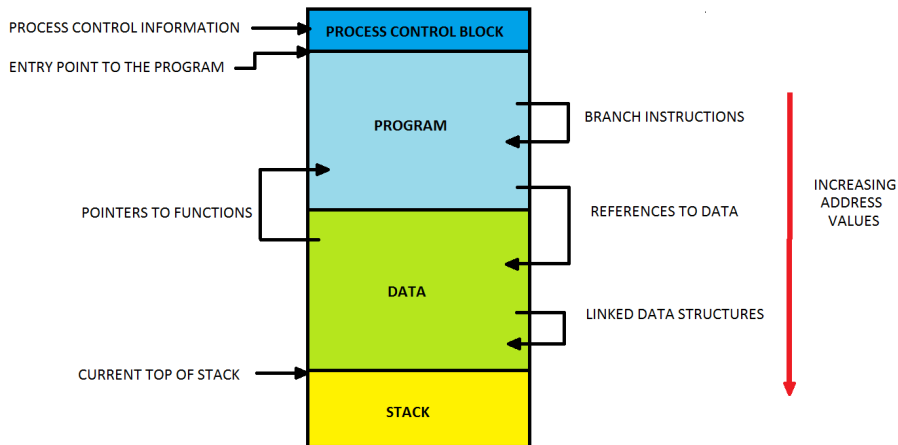 PROCESS CONTROL INFORMATION
PROCESS CONTROL BLOCK
ENTRY POINT TO THE PROGRAM
PROGRAM
BRANCH INSTRUCTIONS
INCREASING
ADDRESS
VALUES
POINTERS TO FUNCTIONS
REFERENCES TO DATA
DATA
LINKED DATA STRUCTURES
CURRENT TOP OF STACK
STACK